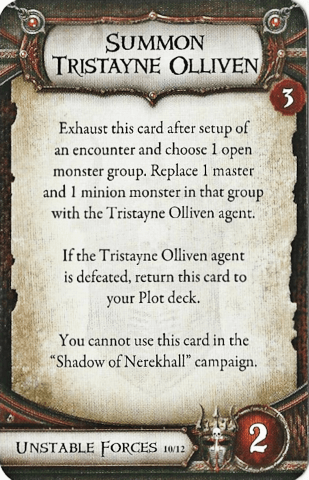 SUMMON
TRISTAYNE OLLIVEN
3
Exhaust this card after setup of
an encounter and choose 1 open
monster group. Replace 1 master
and 1 minion monster in that group
with the Tristayne Olliven agent.
If the Tristayne Olliven agent
is defeated, return this card to
your Plot deck.
You cannot use this card in the
“Shadow of Nerekhall” campaign.
UNSTABLE FORCES 10/12
2